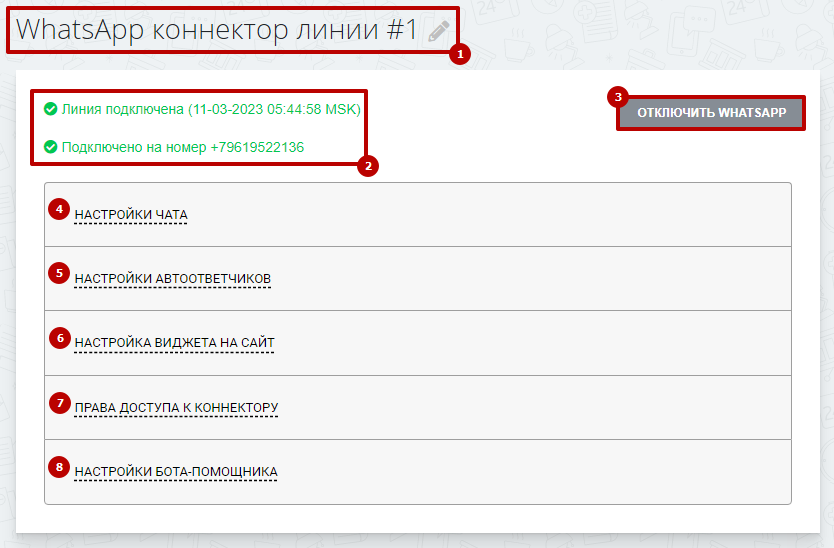 WhatsApp коннектор линии #1
1
Линия подключена (11-03-2023 05:44:58 MSK)
3
ОТКЛЮЧИТЬ WHATSAPP
Подключено на номер +79619522136
2
4 НАСТРОЙКИ ЧАТА
5 НАСТРОЙКИ АВТООТВЕТЧИКОВ
6 НАСТРОЙКА ВИДЖЕТА НА САЙТ
7 ПРАВА ДОСТУПА К КОННЕКТОРУ
8 НАСТРОЙКИ БОТА-ПОМОЩНИКА